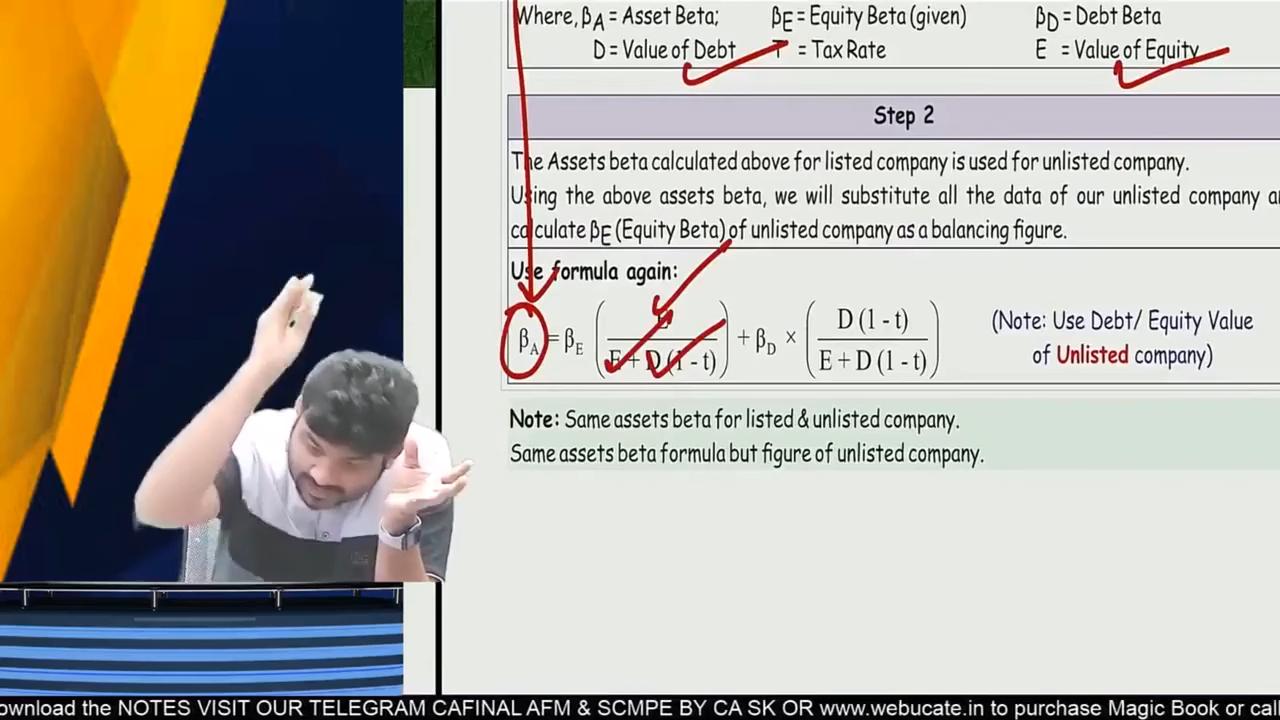 Where, βA = Asset Beta; βE = Equity Beta (given) βD = Debt Beta
D = Value of Debt T = Tax Rate E = Value of Equity
Step 2
The Assets beta calculated above for listed company is used for unlisted company.
Using the above assets beta, we will substitute all the data of our unlisted company
calculate βE (Equity Beta) of unlisted company as a balancing figure.
Use formula again:
βA = βE (E / E + D (1 - t)) + βD × (D (1 - t) / E + D (1 - t)) (Note: Use Debt/ Equity Value
of Unlisted company)
Note: Same assets beta for listed & unlisted company.
Same assets beta formula but figure of unlisted company.
ownload the NOTES VISIT OUR TELEGRAM CAFINAL AFM & SCMPE BY CA SK OR www.webucate.in to purchase Magic Book or cal